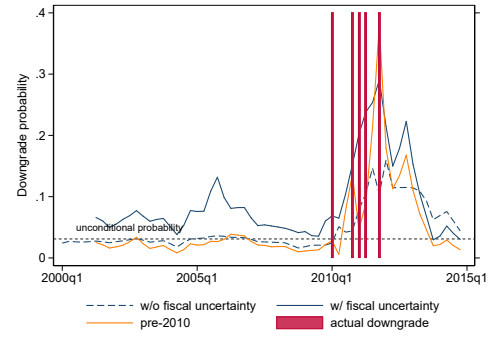 Downgrade probability
.4
.3
.2
.1
0
unconditional probability
2000q1 2005q1 2010q1 2015q1
w/o fiscal uncertainty w/ fiscal uncertainty
pre-2010 actual downgrade